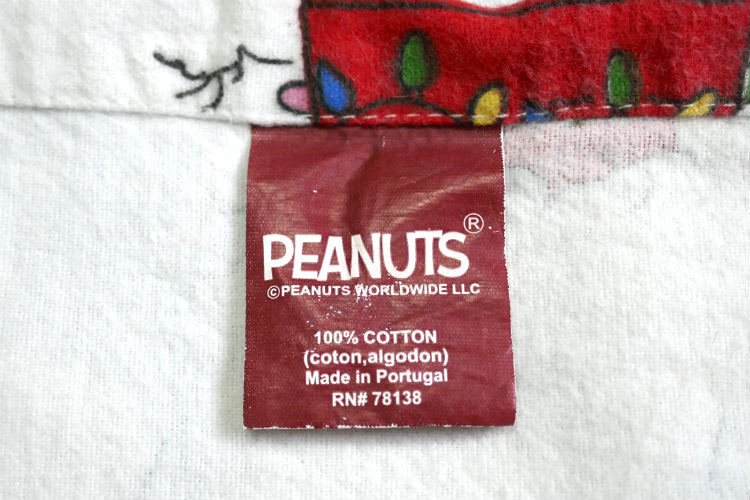 PEANUTS®
©PEANUTS WORLDWIDE LLC
100% COTTON
(coton,algodon)
Made in Portugal
RN# 78138